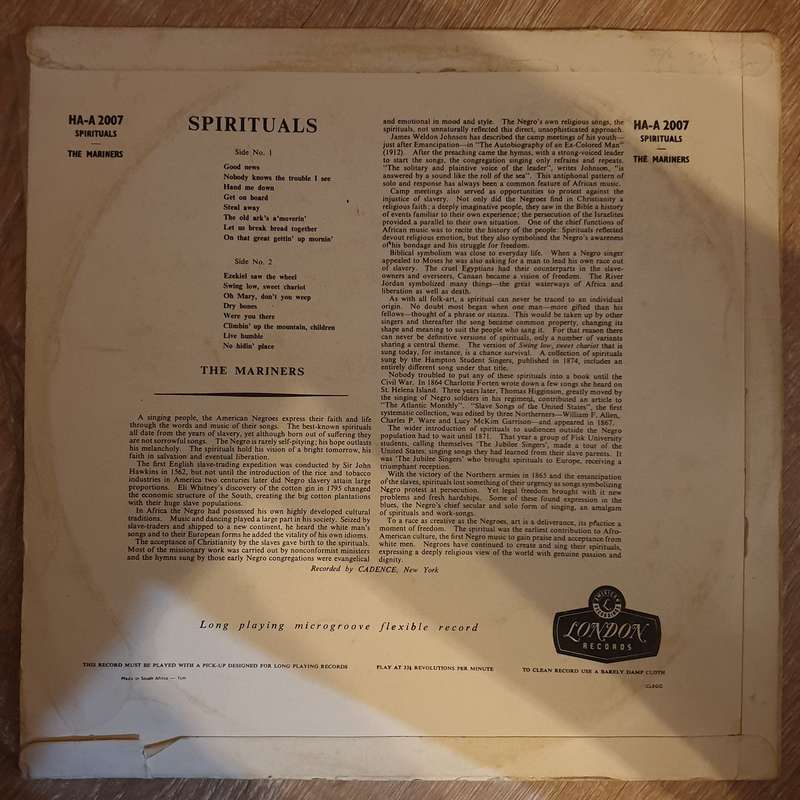 HA-A 2007
SPIRITUALS
THE MARINERS
SPIRITUALS
Side No. 1
Good news
Nobody knows the trouble I see
Hand me down
Get on board
Steal away
The old ark's a'moverin'
Let us break bread together
On that great gettin' up mornin'
Side No. 2
Ezekiel saw the wheel
Swing low, sweet chariot
Oh Mary, don't you weep
Dry bones
Were you there
Climbin' up the mountain, children
Live humble
No hidin' place
THE MARINERS
A singing people, the American Negroes express their faith and life
through the words and music of their songs. The best-known spirituals
all date from the years of slavery, yet although born out of suffering they
are not sorrowful songs. The Negro is rarely self-pitying; his hope outlasts
his melancholy. The spirituals hold his vision of a bright tomorrow, his
faith in salvation and eventual liberation.
The first English slave-trading expedition was conducted by Sir John
Hawkins in 1562, but not until the introduction of the rice and tobacco
industries in America two centuries later did Negro slavery attain large
proportions. Eli Whitney's discovery of the cotton gin in 1795 changed
the economic structure of the South, creating the big cotton plantations
with their huge slave populations.
In Africa the Negro had possessed his own highly developed cultural
traditions. Music and dancing played a large part in his society. Seized by
slave-traders and shipped to a new continent, he heard the white man's
songs and to their European forms he added the vitality of his own idioms.
The acceptance of Christianity by the slaves gave birth to the spirituals.
Most of the missionary work was carried out by nonconformist ministers
and the hymns sung by those early Negro congregations were evangelical
and emotional in mood and style. The Negro's own religious songs, the
spirituals, not unnaturally reflected this direct, unsophisticated approach.
James Weldon Johnson has described the camp meetings of his youth—
just after Emancipation—in "The Autobiography of an Ex-Colored Man"
(1912). After the preaching came the hymns, with a strong-voiced leader
to start the songs, the congregation singing only refrains and repeats.
"The solitary and plaintive voice of the leader", writes Johnson, "is
answered by a sound like the roll of the sea". This antiphonal pattern of
solo and response has always been a common feature of African music.
Camp meetings also served as opportunities to protest against the
injustice of slavery. Not only did the Negroes find in Christianity a
religious faith; a deeply imaginative people, they saw in the Bible a history
of events familiar to their own experience; the persecution of the Israelites
provided a parallel to their own situation. One of the chief functions of
African music was to recite the history of the people. Spirituals reflected
devout religious emotion, but they also symbolised the Negro's awareness
of his bondage and his struggle for freedom.
Biblical symbolism was close to everyday life. When a Negro singer
appealed to Moses he was also asking for a man to lead his own race out
of slavery. The cruel Egyptians had their counterparts in the slave-
owners and overseers, Canaan became a vision of freedom. The River
Jordan symbolized many things—the great waterways of Africa and
liberation as well as death.
As with all folk-art, a spiritual can never be traced to an individual
origin. No doubt most began when one man—more gifted than his
fellows—thought of a phrase or stanza. This would be taken up by other
singers and thereafter the song became common property, changing its
shape and meaning to suit the people who sang it. For that reason there
can never be definitive versions of spirituals, only a number of variants
sharing a central theme. The version of Swing low, sweet chariot that is
sung today, for instance, is a chance survival. A collection of spirituals
sung by the Hampton Student Singers, published in 1874, includes an
entirely different song under that title.
Nobody troubled to put any of these spirituals into a book until the
Civil War. In 1864 Charlotte Forten wrote down a few songs she heard on
St. Helena Island. Three years later, Thomas Higginson, greatly moved by
the singing of Negro soldiers in his regiment, contributed an article to
"The Atlantic Monthly". "Slave Songs of the United States", the first
systematic collection, was edited by three Northerners—William F. Allen,
Charles P. Ware and Lucy McKim Garrison—and appeared in 1867.
The wider introduction of spirituals to audiences outside the Negro
population had to wait until 1871. That year a group of Fisk University
students, calling themselves 'The Jubilee Singers', made a tour of the
United States, singing songs they had learned from their slave parents. It
was 'The Jubilee Singers' who brought spirituals to Europe, receiving a
triumphant reception.
With the victory of the Northern armies in 1865 and the emancipation
of the slaves, spirituals lost something of their urgency as songs symbolizing
Negro protest at persecution. Yet legal freedom brought with it new
problems and fresh hardships. Some of these found expression in the
blues, the Negro's chief secular and solo form of singing, an amalgam
of spirituals and work-songs.
To a race as creative as the Negroes, art is a deliverance, its practice a
moment of freedom. The spiritual was the earliest contribution to Afro-
American culture, the first Negro music to gain praise and acceptance from
white men. Negroes have continued to create and sing their spirituals,
expressing a deeply religious view of the world with genuine passion and
dignity.
HA-A 2007
SPIRITUALS
THE MARINERS
Recorded by CADENCE, New York
Long playing microgroove flexible record
AMERICAN
RECORDINGS
LONDON
RECORDS
THIS RECORD MUST BE PLAYED WITH A PICK-UP DESIGNED FOR LONG PLAYING RECORDS
PLAY AT 33⅓ REVOLUTIONS PER MINUTE
TO CLEAN RECORD USE A BARELY DAMP CLOTH
Made in South Africa —